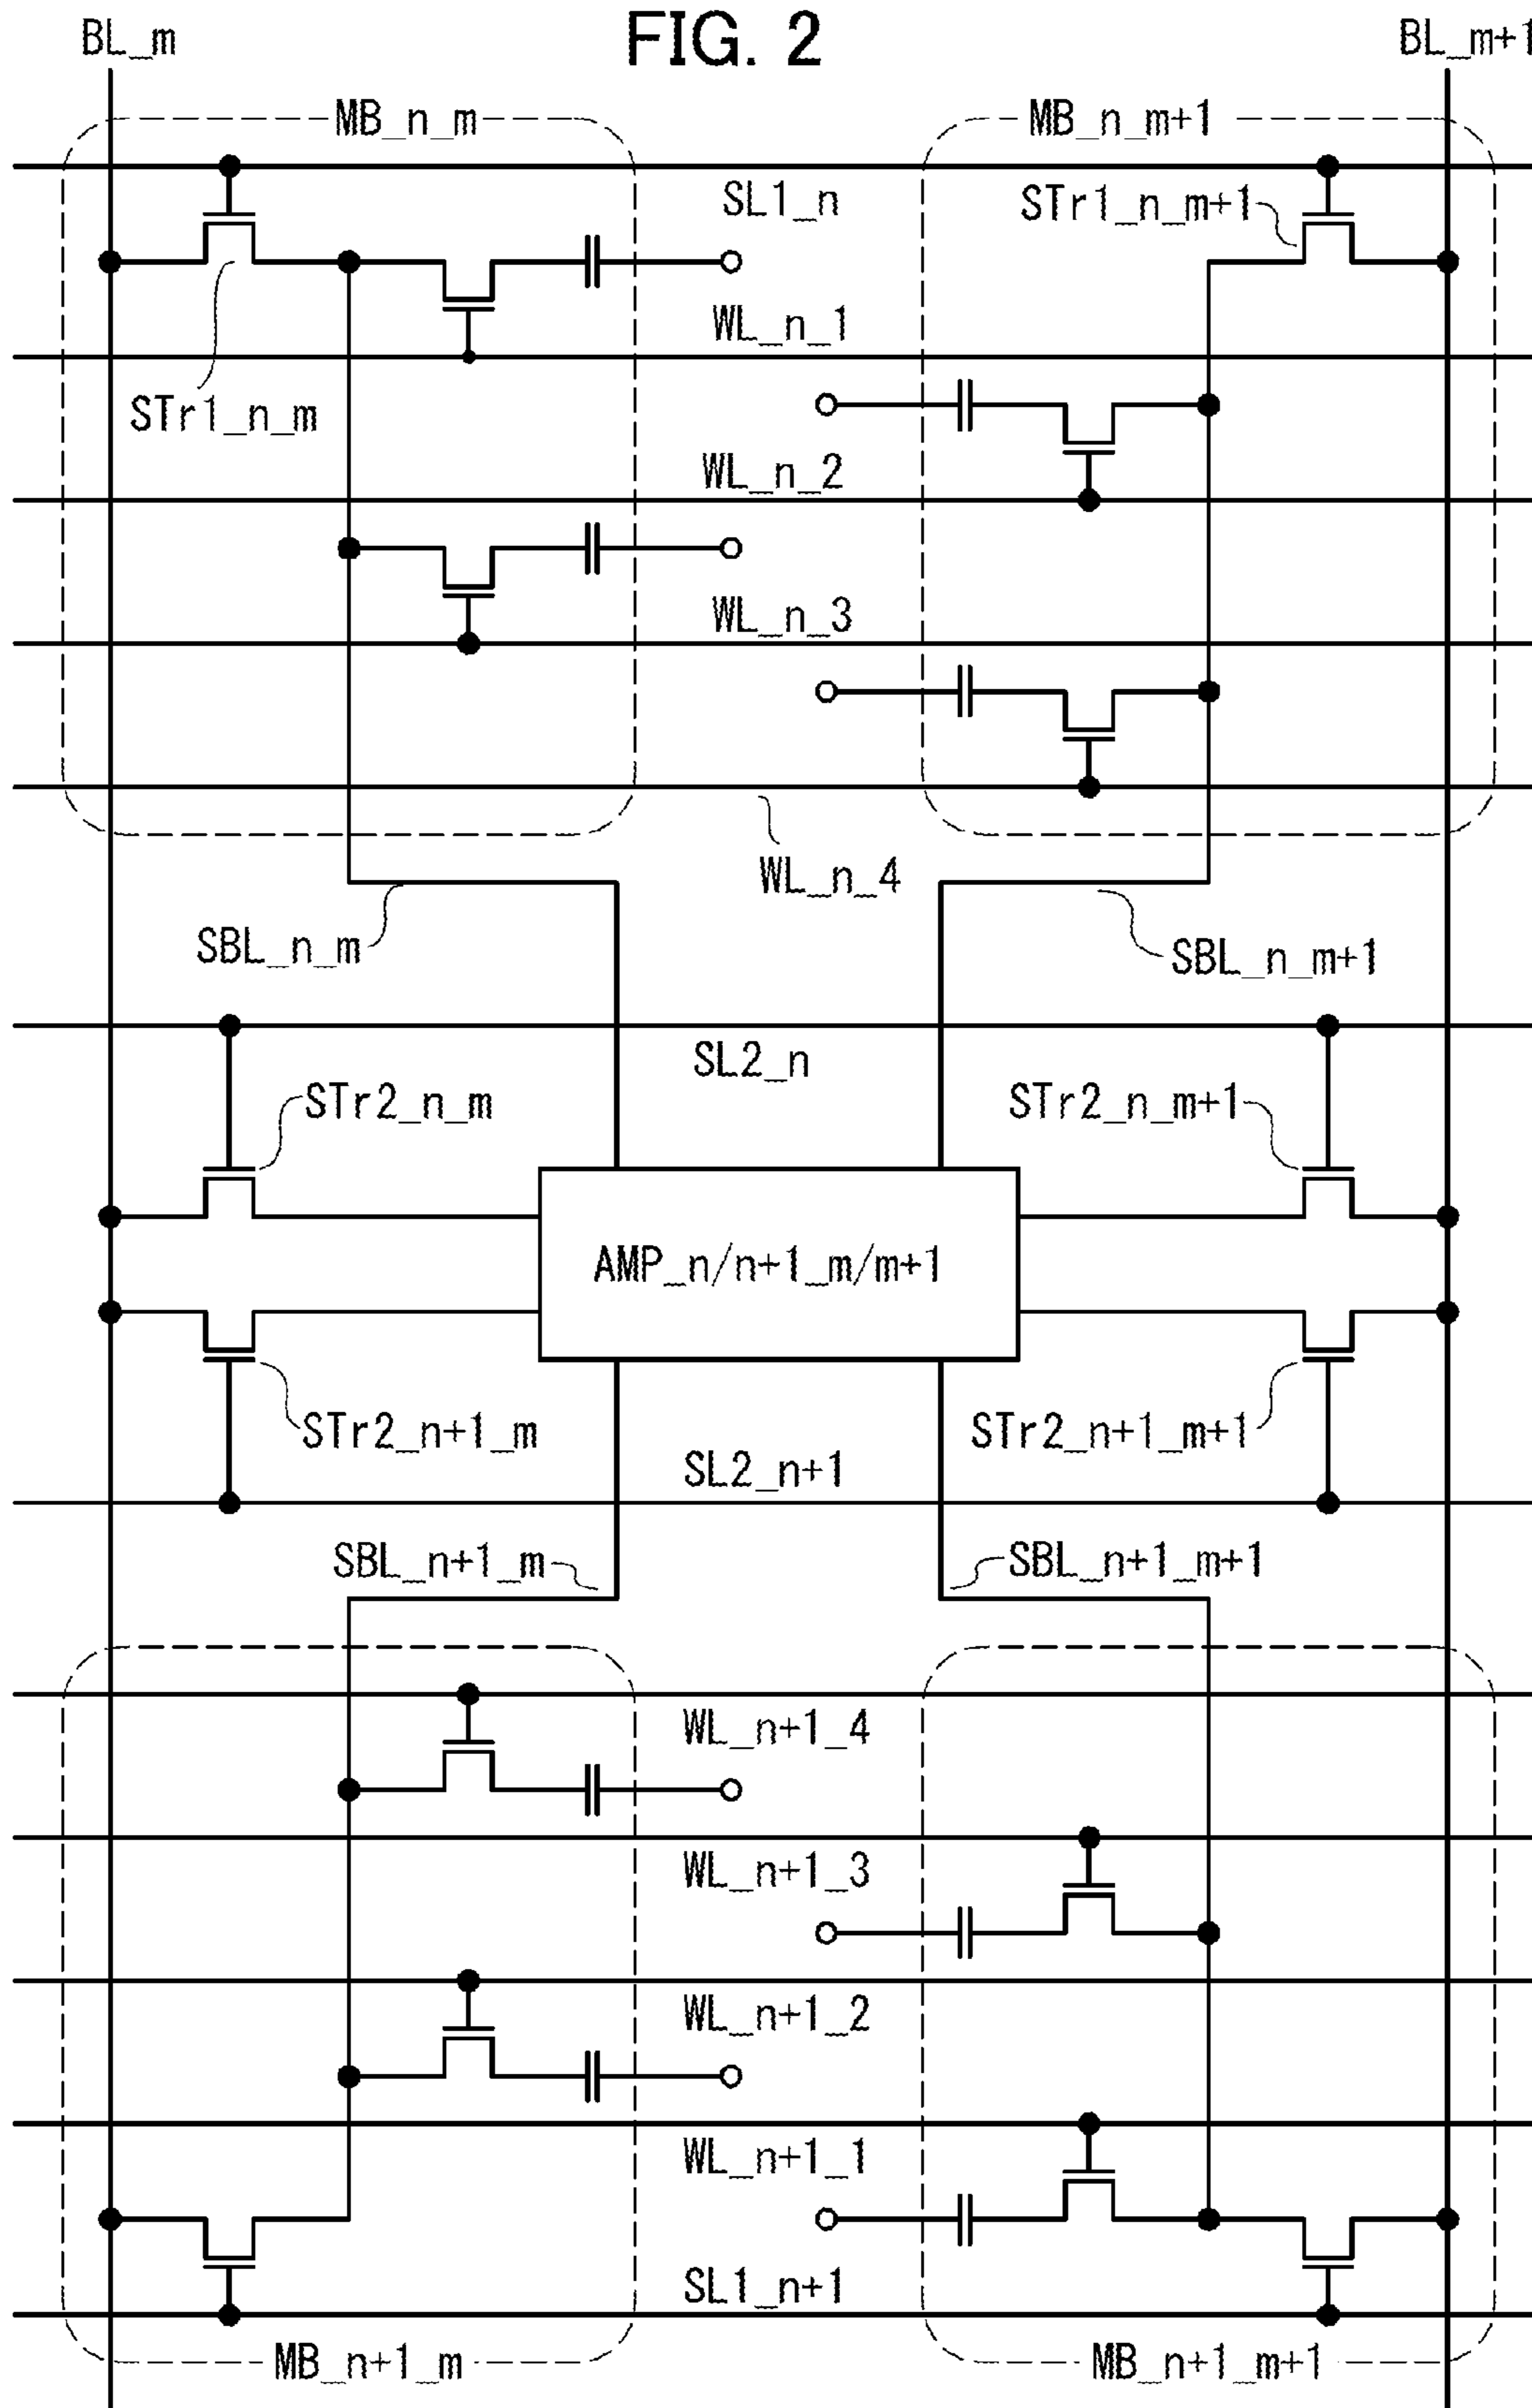 FIG. 2
BL_m
BL_m+1
MB_n_m
MB_n_m+1
SL1_n
STr1_n_m+1
WL_n_1
STr1_n_m
WL_n_2
WL_n_3
WL_n_4
SBL_n_m
SBL_n_m+1
SL2_n
STr2_n_m
STr2_n_m+1
AMP_n/n+1_m/m+1
STr2_n+1_m
STr2_n+1_m+1
SL2_n+1
SBL_n+1_m
SBL_n+1_m+1
WL_n+1_4
WL_n+1_3
WL_n+1_2
WL_n+1_1
SL1_n+1
MB_n+1_m
MB_n+1_m+1